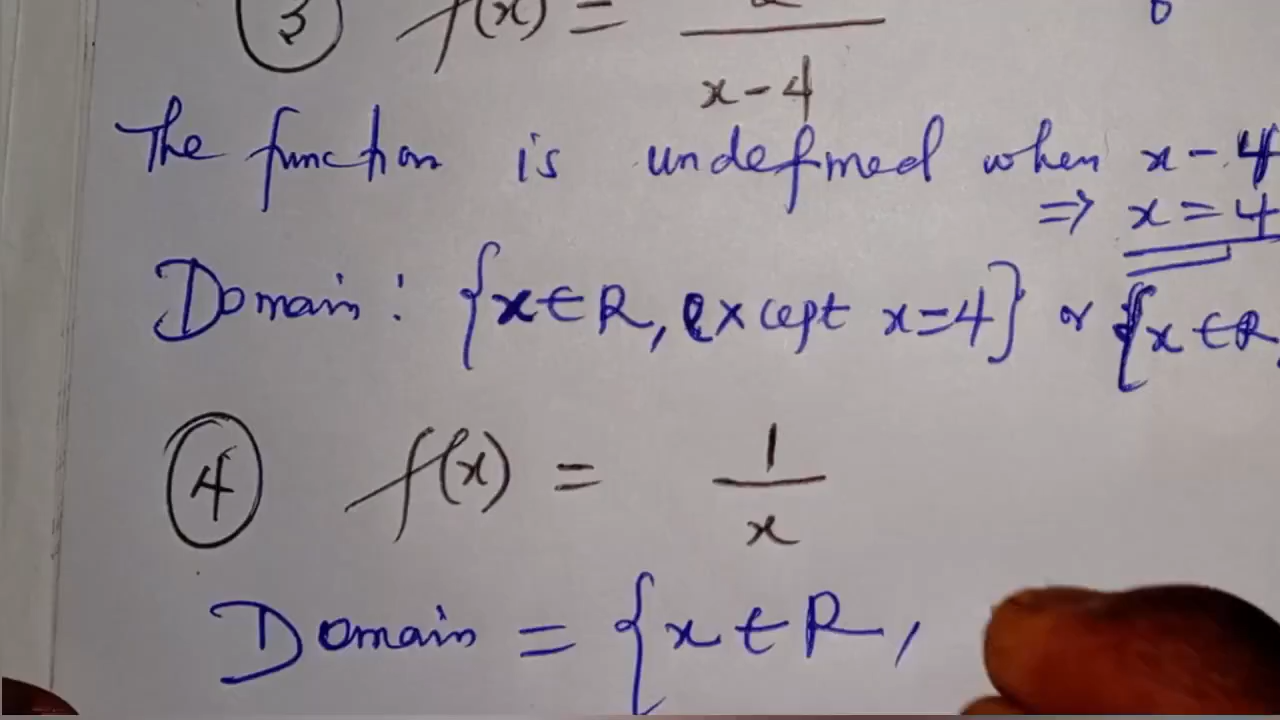 3 f(x) =
x - 4
The function is undefined when x - 4
⇒ x = 4
Domain : {x ∈ R, except x = 4} or {x ∈ R,
4 f(x) = 1/x
Domain = {x ∈ R,